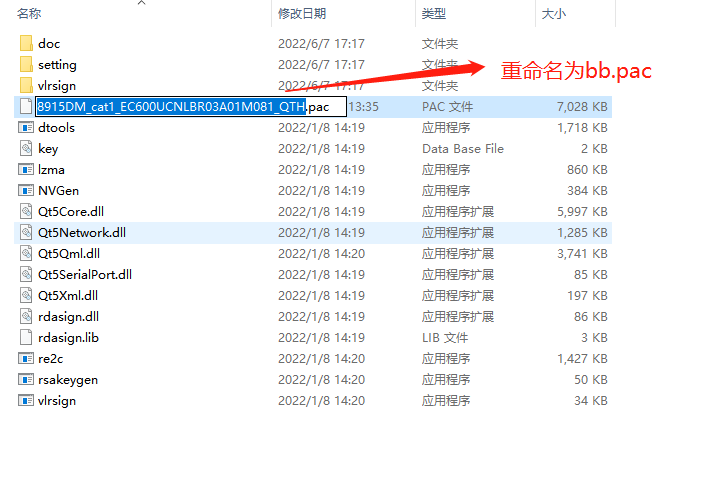 名称 修改日期 类型 大小
doc 2022/6/7 17:17 文件夹
setting 2022/6/7 17:17 文件夹
重命名为bb.pac
vlrsign 2022/6/7 17:17 文件夹
8915DM_cat1_EC600UCNLBR03A01M081_QTH.pac 13:35 PAC 文件 7,028 KB
dtools 2022/1/8 14:19 应用程序 1,718 KB
key 2022/1/8 14:19 Data Base File 2 KB
lzma 2022/1/8 14:19 应用程序 860 KB
NVGen 2022/1/8 14:19 应用程序 384 KB
Qt5Core.dll 2022/1/8 14:19 应用程序扩展 5,997 KB
Qt5Network.dll 2022/1/8 14:19 应用程序扩展 1,285 KB
Qt5Qml.dll 2022/1/8 14:20 应用程序扩展 3,741 KB
Qt5SerialPort.dll 2022/1/8 14:19 应用程序扩展 85 KB
Qt5Xml.dll 2022/1/8 14:19 应用程序扩展 197 KB
rdasign.dll 2022/1/8 14:19 应用程序扩展 86 KB
rdasign.lib 2022/1/8 14:19 LIB 文件 3 KB
re2c 2022/1/8 14:20 应用程序 1,427 KB
rsakeygen 2022/1/8 14:20 应用程序 50 KB
vlrsign 2022/1/8 14:20 应用程序 34 KB